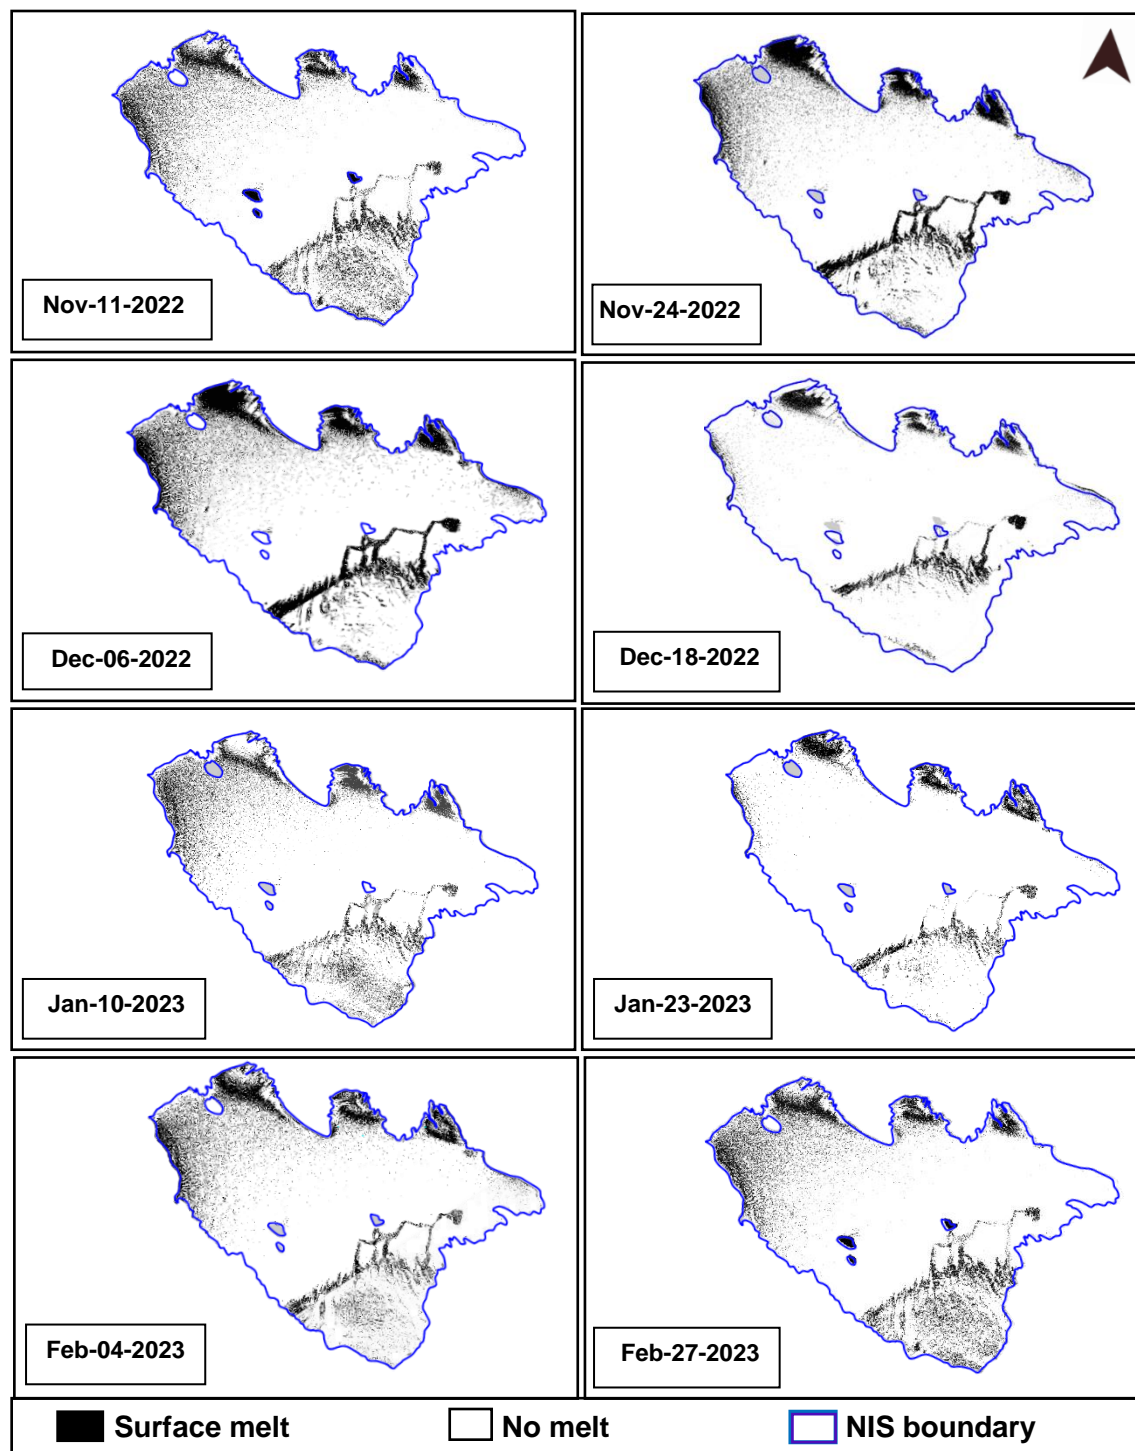 Nov-11-2022
Nov-24-2022
Dec-06-2022
Dec-18-2022
Jan-10-2023
Jan-23-2023
Feb-04-2023
Feb-27-2023
Surface melt No melt NIS boundary